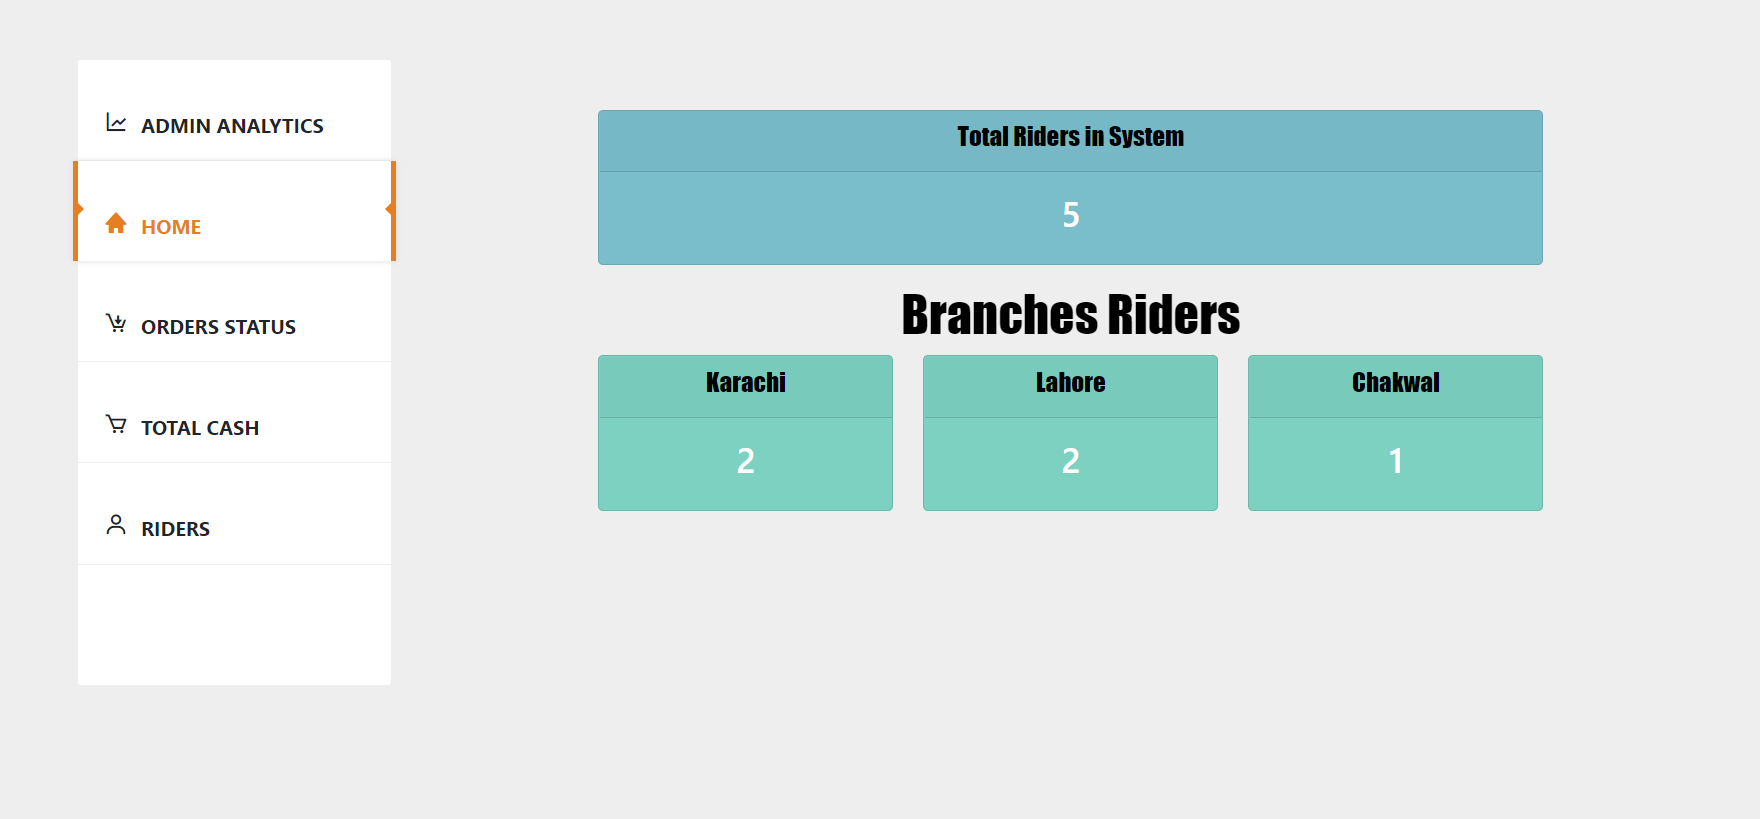 ADMIN ANALYTICS
HOME
ORDERS STATUS
TOTAL CASH
RIDERS
Total Riders in System
5
Branches Riders
Karachi
2
Lahore
2
Chakwal
1